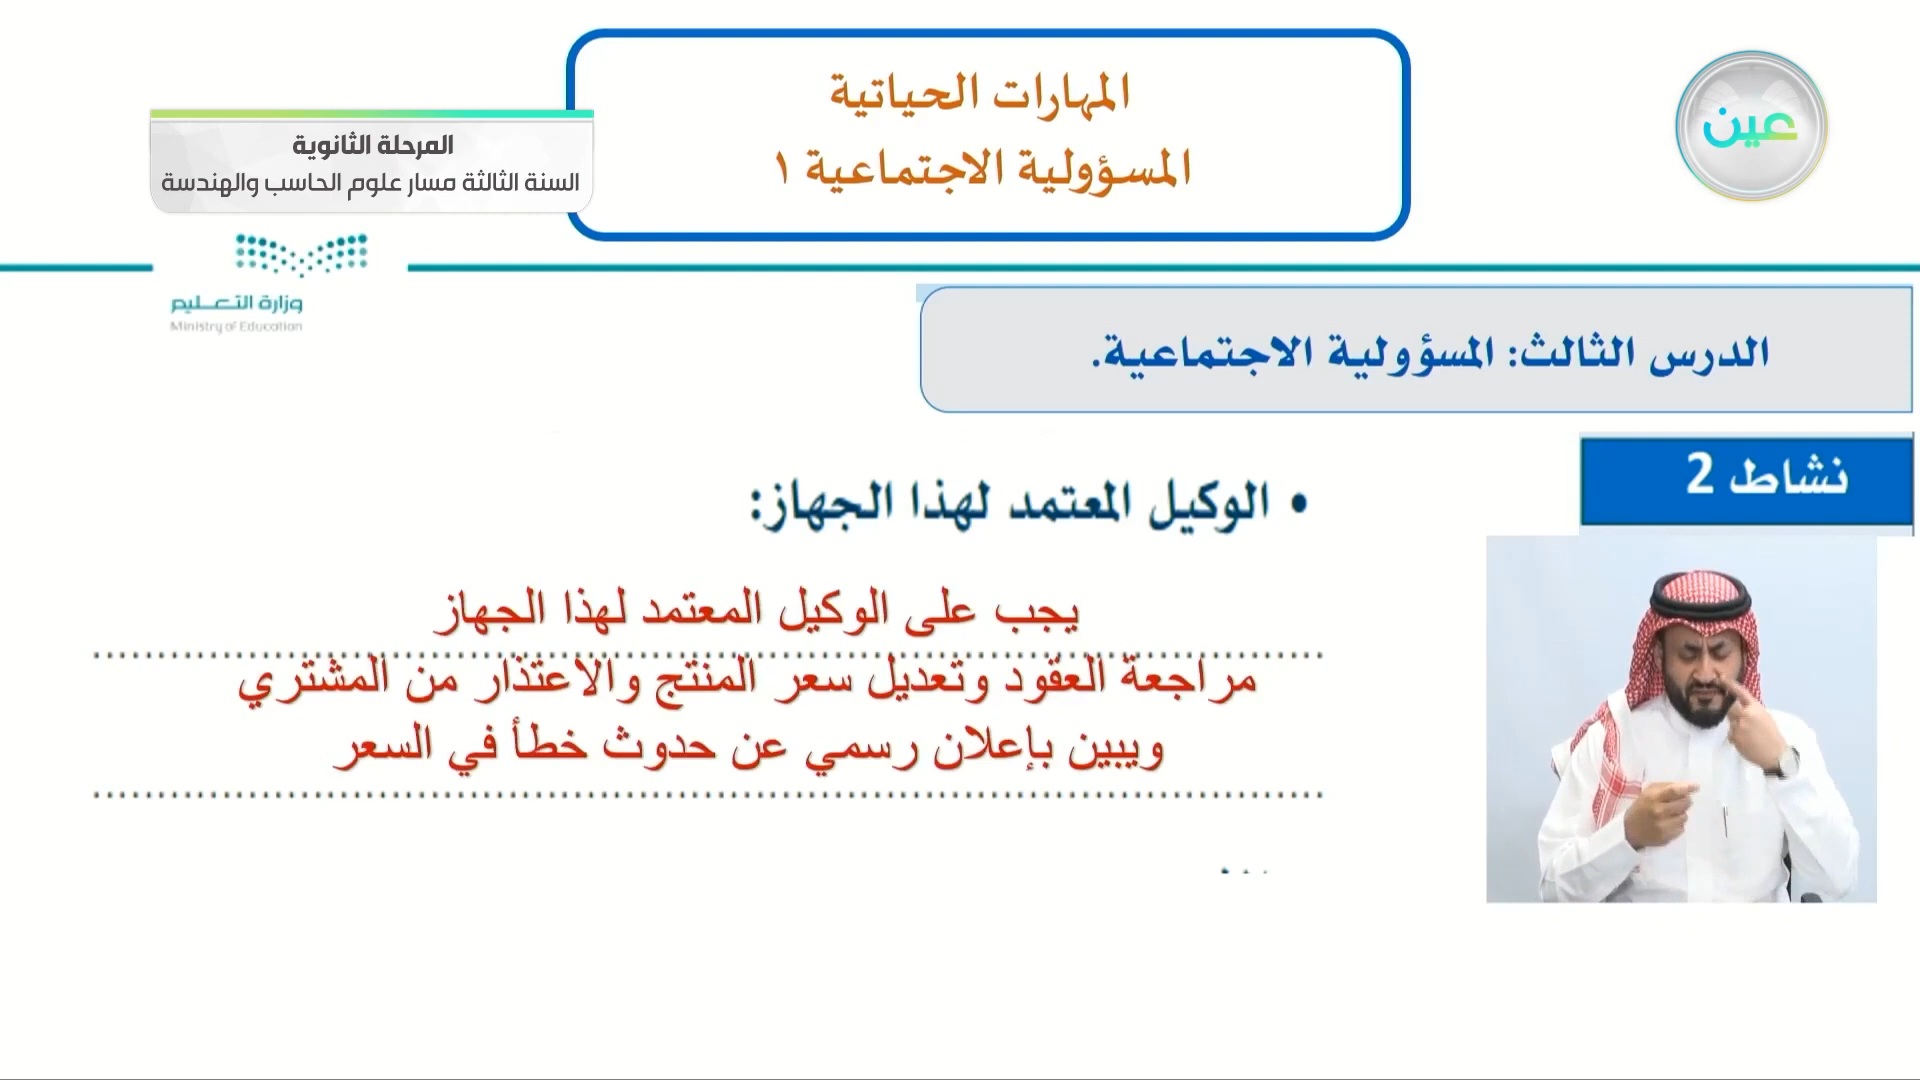 المهارات الحياتية
المسؤولية الاجتماعية ١
عين
المرحلة الثانوية
السنة الثالثة مسار علوم الحاسب والهندسة
وزارة التعليم
Ministry of Education
الدرس الثالث: المسؤولية الاجتماعية.
نشاط 2
• الوكيل المعتمد لهذا الجهاز:
يجب على الوكيل المعتمد لهذا الجهاز
مراجعة العقود وتعديل سعر المنتج والاعتذار من المشتري
ويبين بإعلان رسمي عن حدوث خطأ في السعر